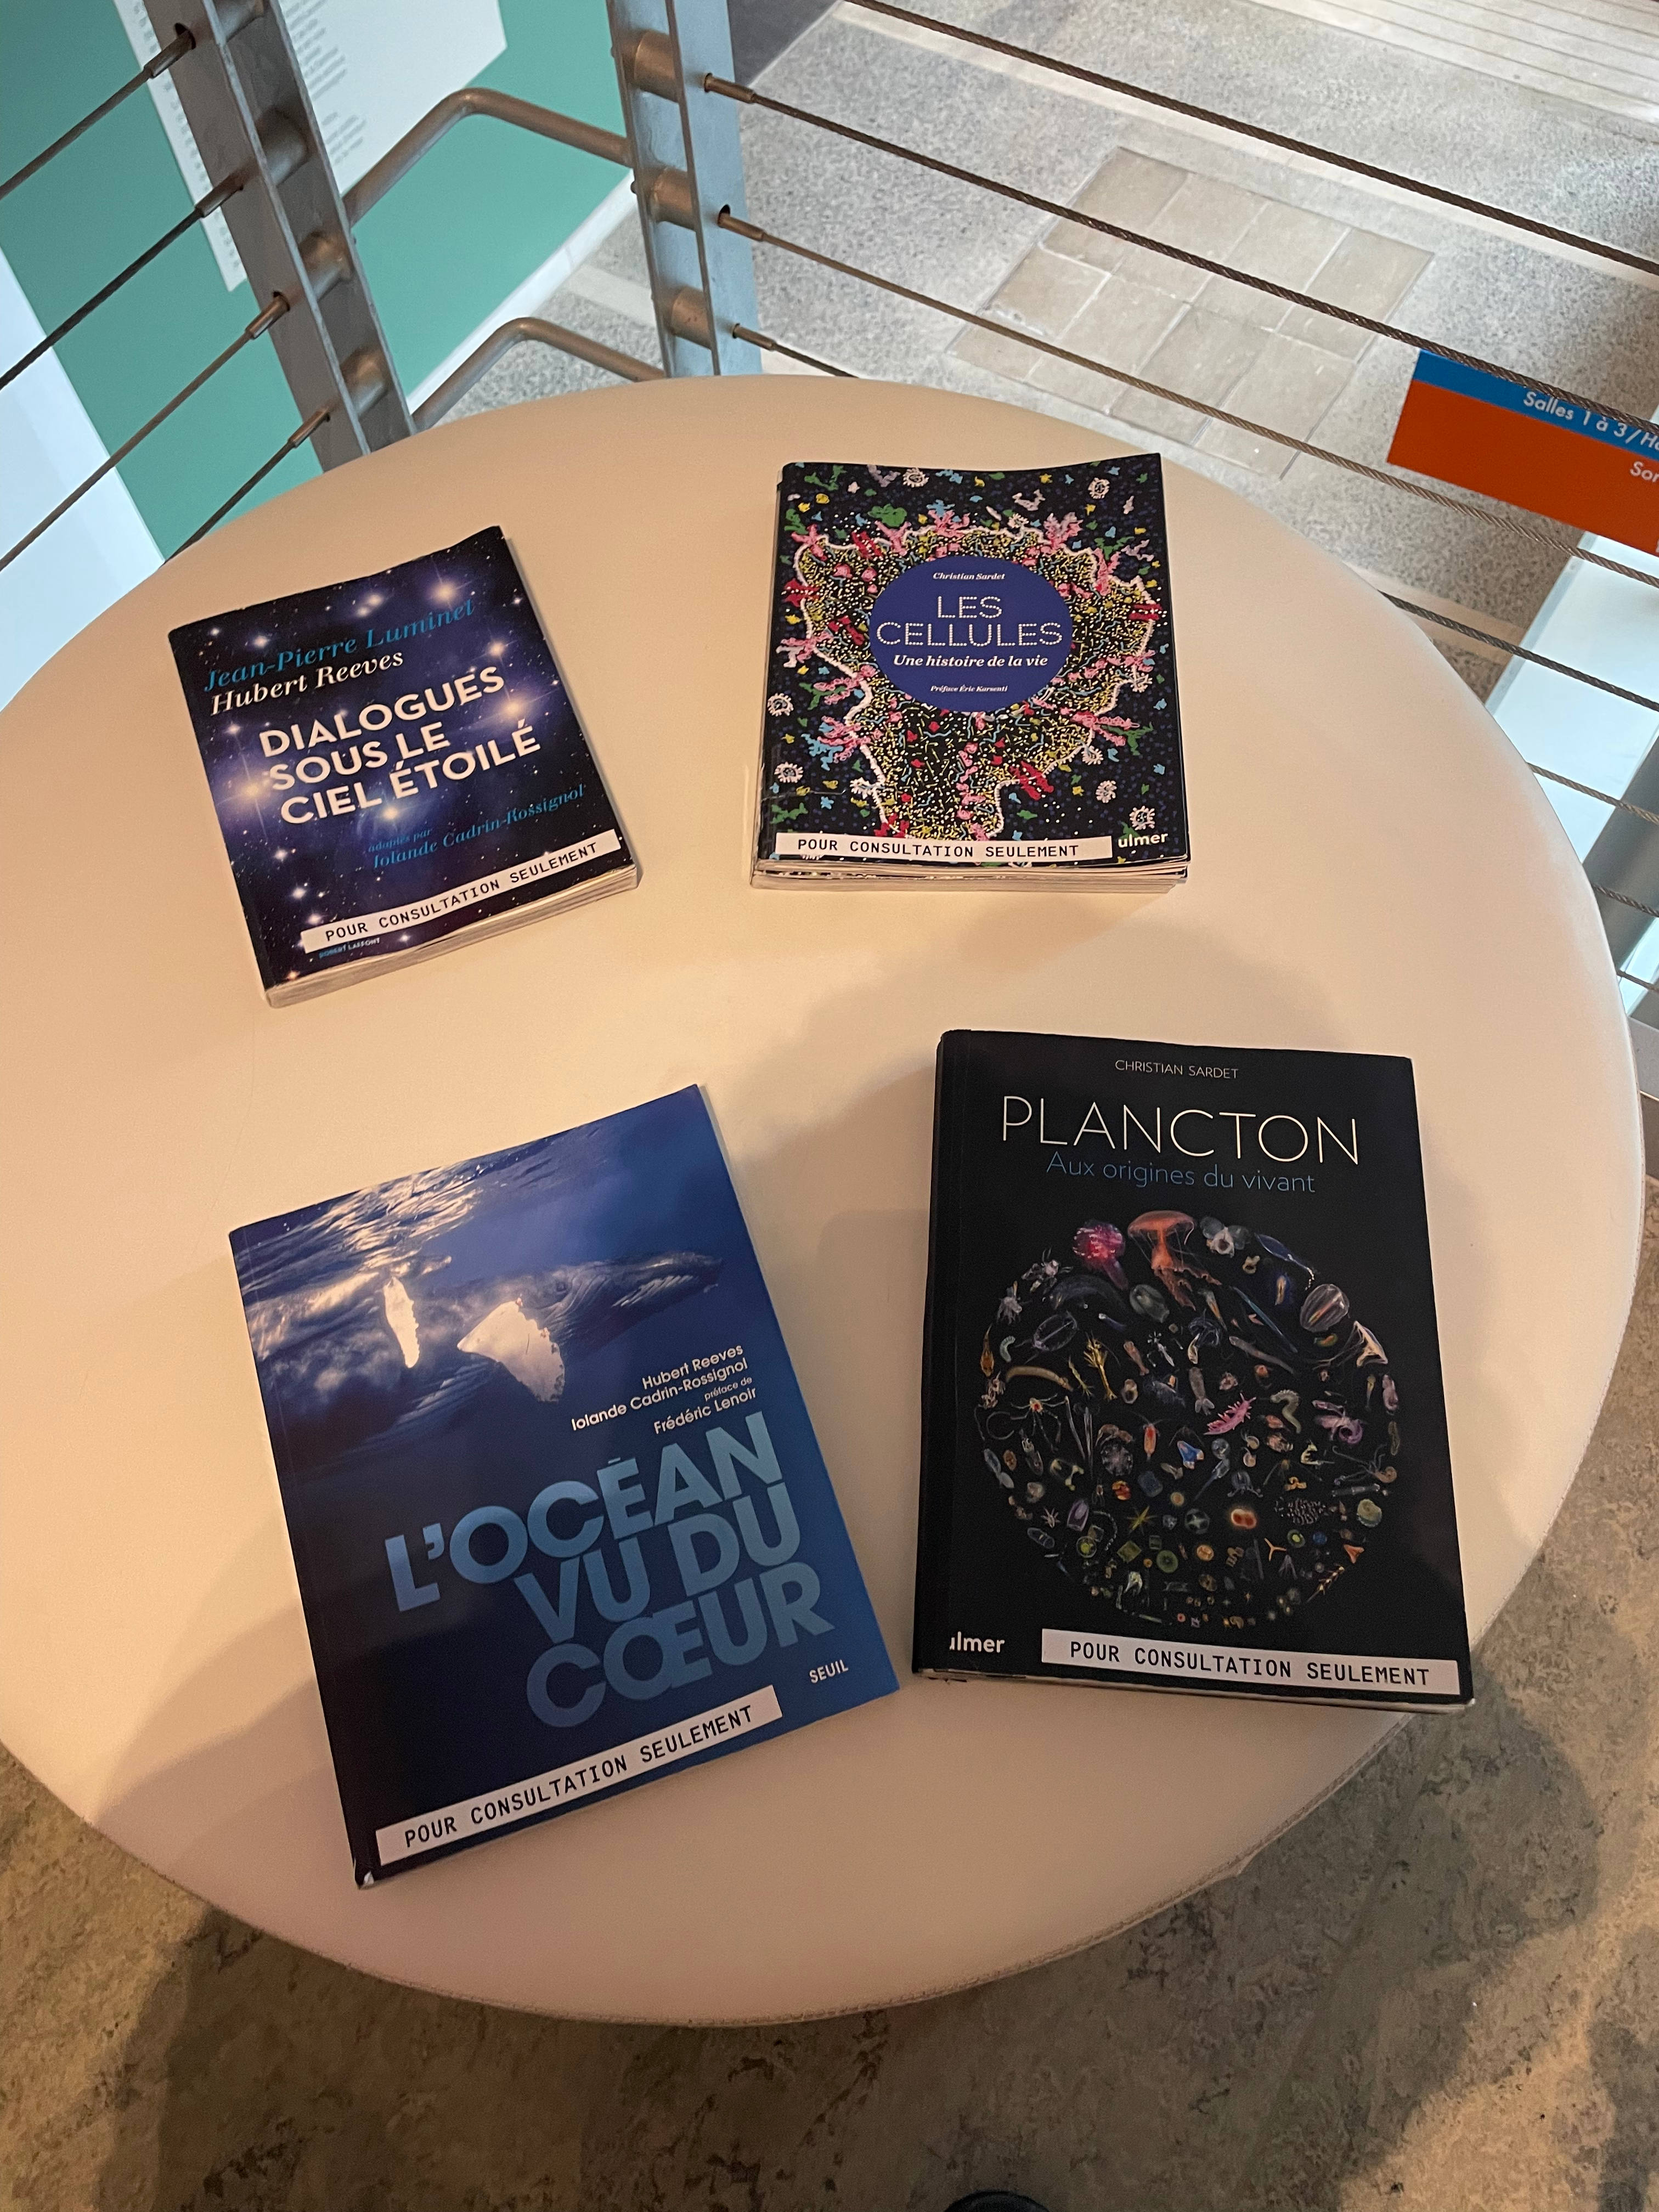 Salles 1 à 3/
Jean-Pierre Luminet
Hubert Reeves
DIALOGUES
SOUS LE
CIEL ÉTOILÉ
adaptés par
Iolande Cadrin-Rossignol
POUR CONSULTATION SEULEMENT
ROBERT LAFFONT
Christian Sardet
LES
CELLULES
Une histoire de la vie
Préface Éric Karsenti
ulmer
POUR CONSULTATION SEULEMENT
Hubert Reeves
Iolande Cadrin-Rossignol
préface de
Frédéric Lenoir
L'OCÉAN
VU DU
CŒUR
SEUIL
POUR CONSULTATION SEULEMENT
CHRISTIAN SARDET
PLANCTON
Aux origines du vivant
ulmer
POUR CONSULTATION SEULEMENT